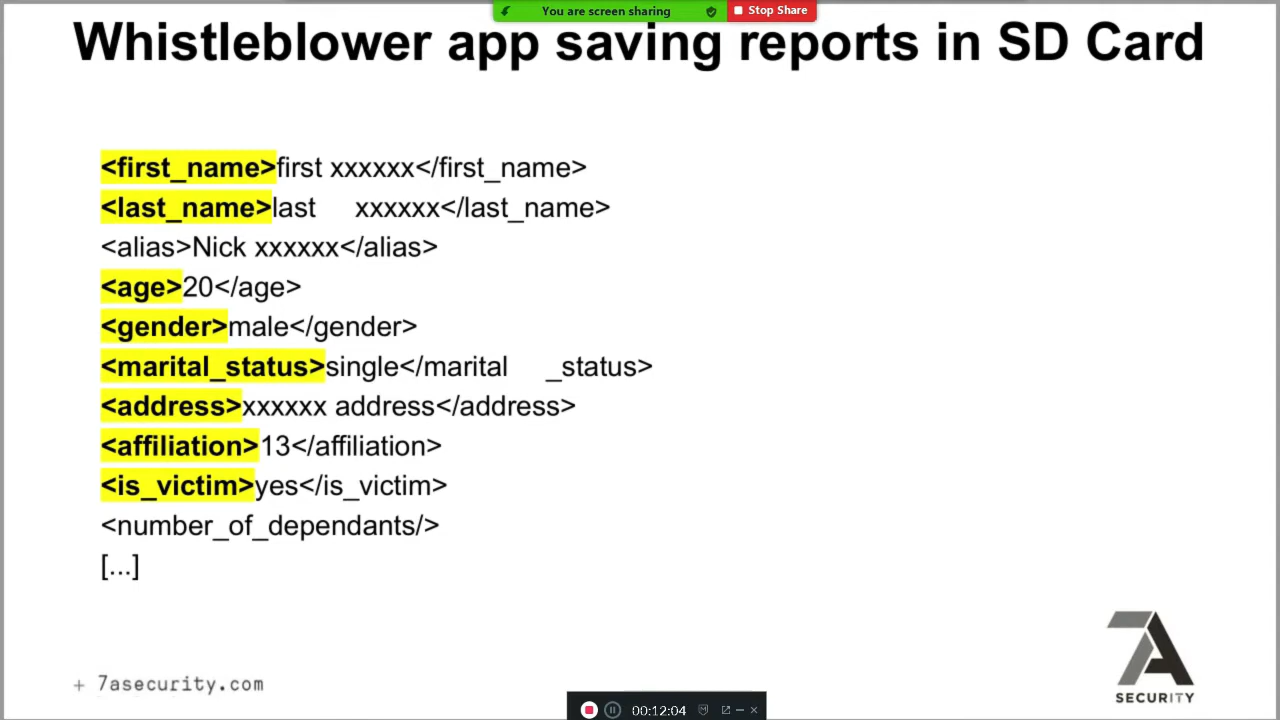 You are screen sharing Stop Share
Whistleblower app saving reports in SD Card
<first_name>first xxxxxx</first_name>
<last_name>last xxxxxx</last_name>
<alias>Nick xxxxxx</alias>
<age>20</age>
<gender>male</gender>
<marital_status>single</marital _status>
<address>xxxxxx address</address>
<affiliation>13</affiliation>
<is_victim>yes</is_victim>
<number_of_dependants/>
[...]
7A
SECURITY
+ 7asecurity.com
00:12:04